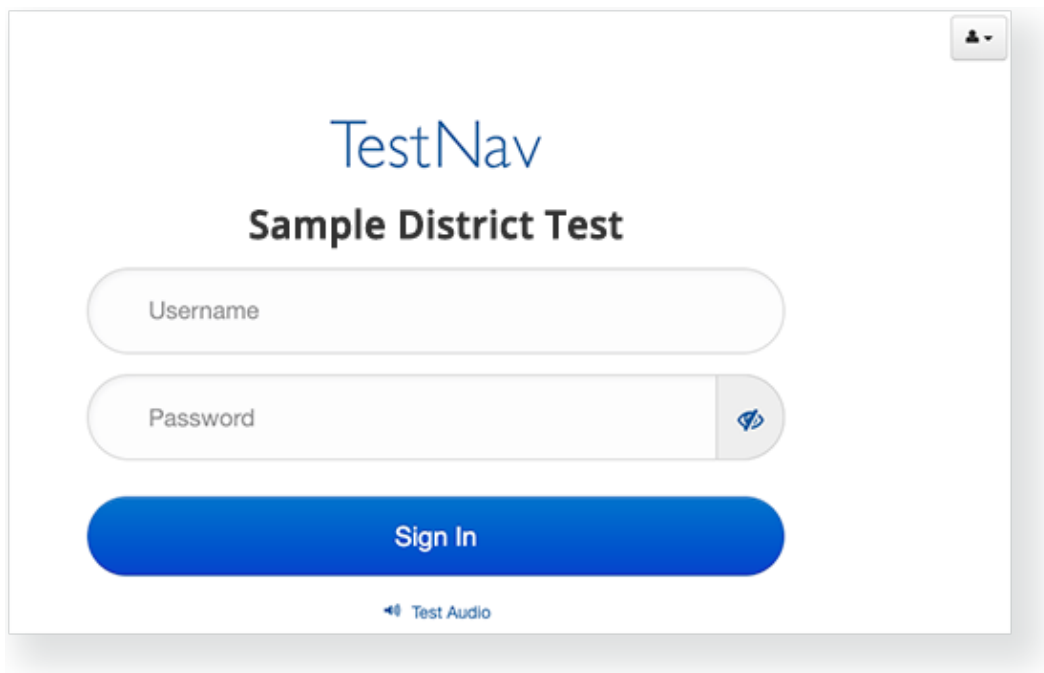 TestNav
Sample District Test
Username
Password
Sign In
Test Audio